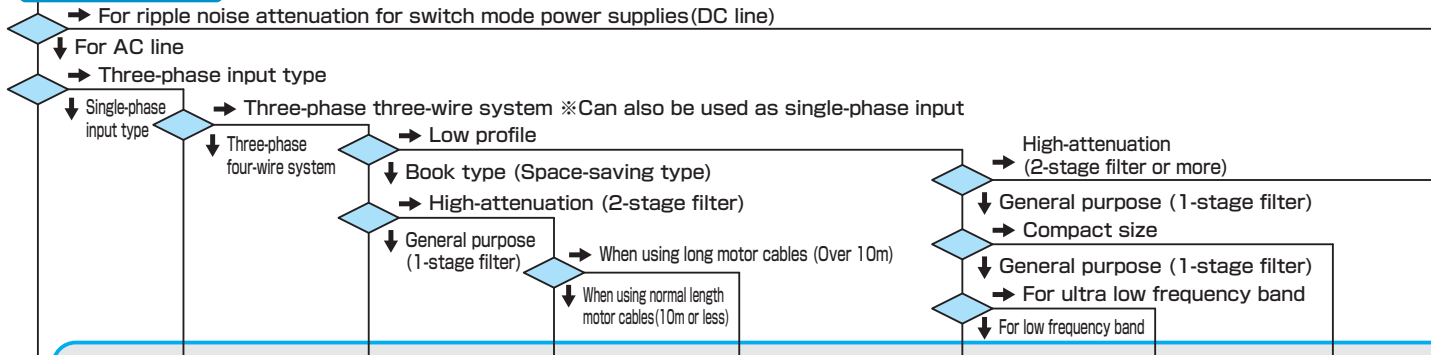 ➡ For ripple noise attenuation for switch mode power supplies(DC line)
⬇ For AC line
➡ Three-phase input type
⬇ Single-phase
input type
➡ Three-phase three-wire system ※Can also be used as single-phase input
⬇ Three-phase
four-wire system
➡ Low profile
⬇ Book type (Space-saving type)
➡ High-attenuation (2-stage filter)
⬇ General purpose
(1-stage filter)
➡ When using long motor cables (Over 10m)
⬇ When using normal length
motor cables(10m or less)
➡ High-attenuation
(2-stage filter or more)
⬇ General purpose (1-stage filter)
➡ Compact size
⬇ General purpose (1-stage filter)
➡ For ultra low frequency band
⬇ For low frequency band